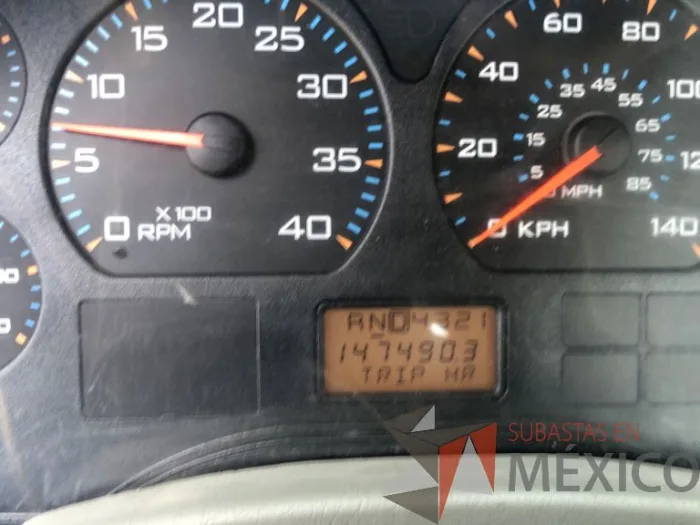 0 5 10 15 20 25 30 35 40
X 100
RPM
0 20 40 60 80 100 12 140
5 15 25 35 45 55 65 75 85
MPH
KPH
RND4321
1474903
TRIP HR
SUBASTAS EN
MÉXICO